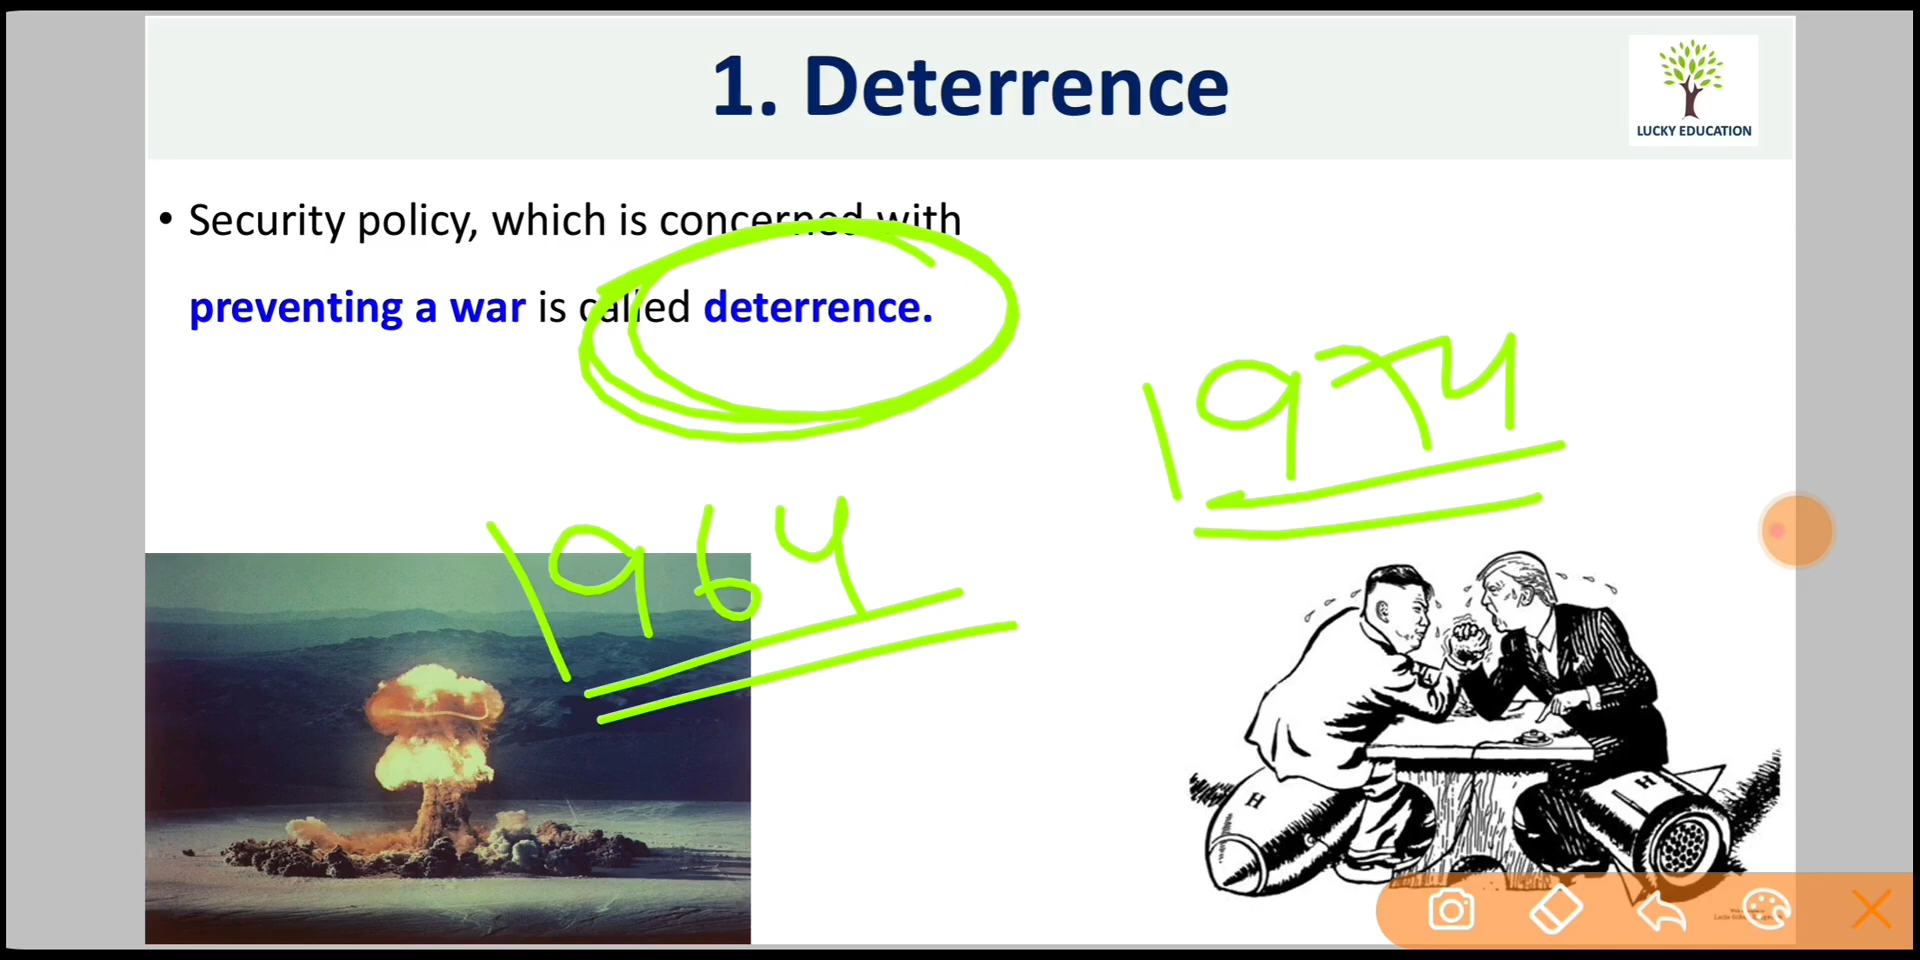 1. Deterrence
LUCKY EDUCATION
• Security policy, which is concerned with
preventing a war is called deterrence.
1974
1964
H
H